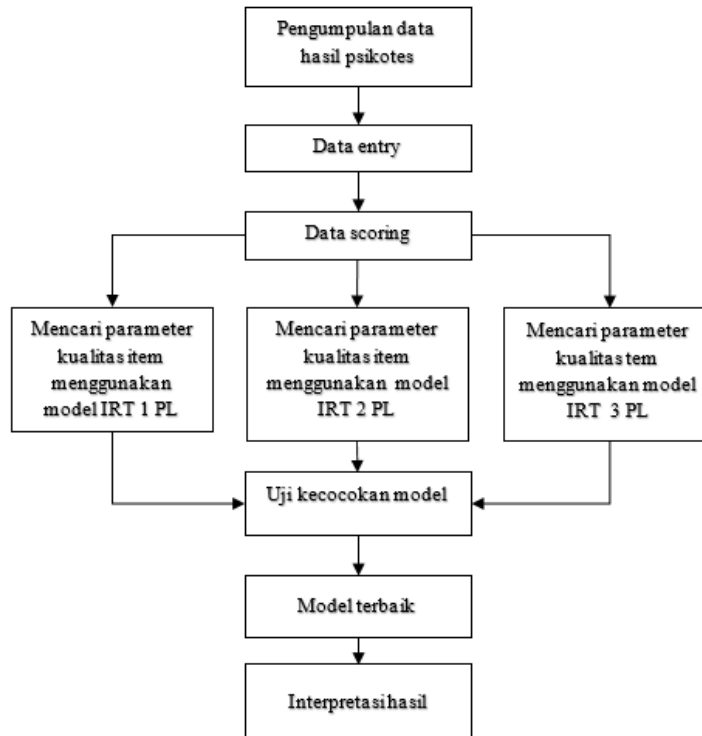 Pengumpulan data
hasil psikotes
Data entry
Data scoring
Mencari parameter
kualitas item
menggunakan
model IRT 1 PL
Mencari parameter
kualitas item
menggunakan model
IRT 2 PL
Mencari parameter
kualitas tem
menggunakan model
IRT 3 PL
Uji kecocokan model
Model terbaik
Interpretasi hasil